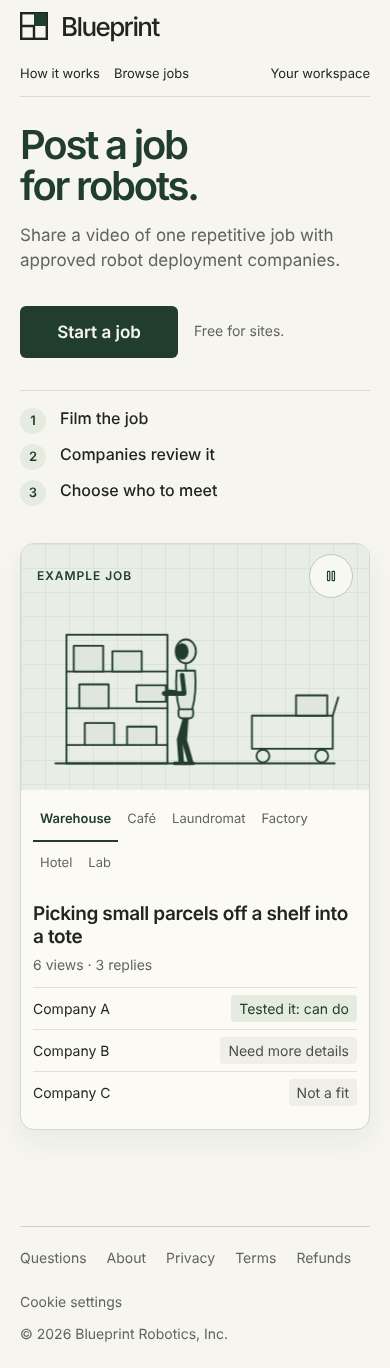 Blueprint
How it works Browse jobs Your workspace
Post a job
for robots.
Share a video of one repetitive job with
approved robot deployment companies.
Start a job Free for sites.
1 Film the job
2 Companies review it
3 Choose who to meet
EXAMPLE JOB
Warehouse Café Laundromat Factory
Hotel Lab
Picking small parcels off a shelf into
a tote
6 views · 3 replies
Company A Tested it: can do
Company B Need more details
Company C Not a fit
Questions About Privacy Terms Refunds
Cookie settings
© 2026 Blueprint Robotics, Inc.